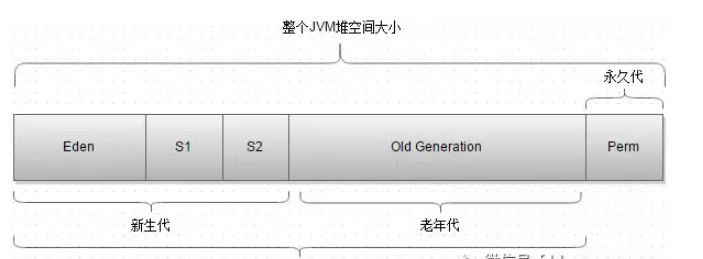 整个JVM堆空间大小
永久代
Eden S1 S2 Old Generation Perm
新生代 老年代